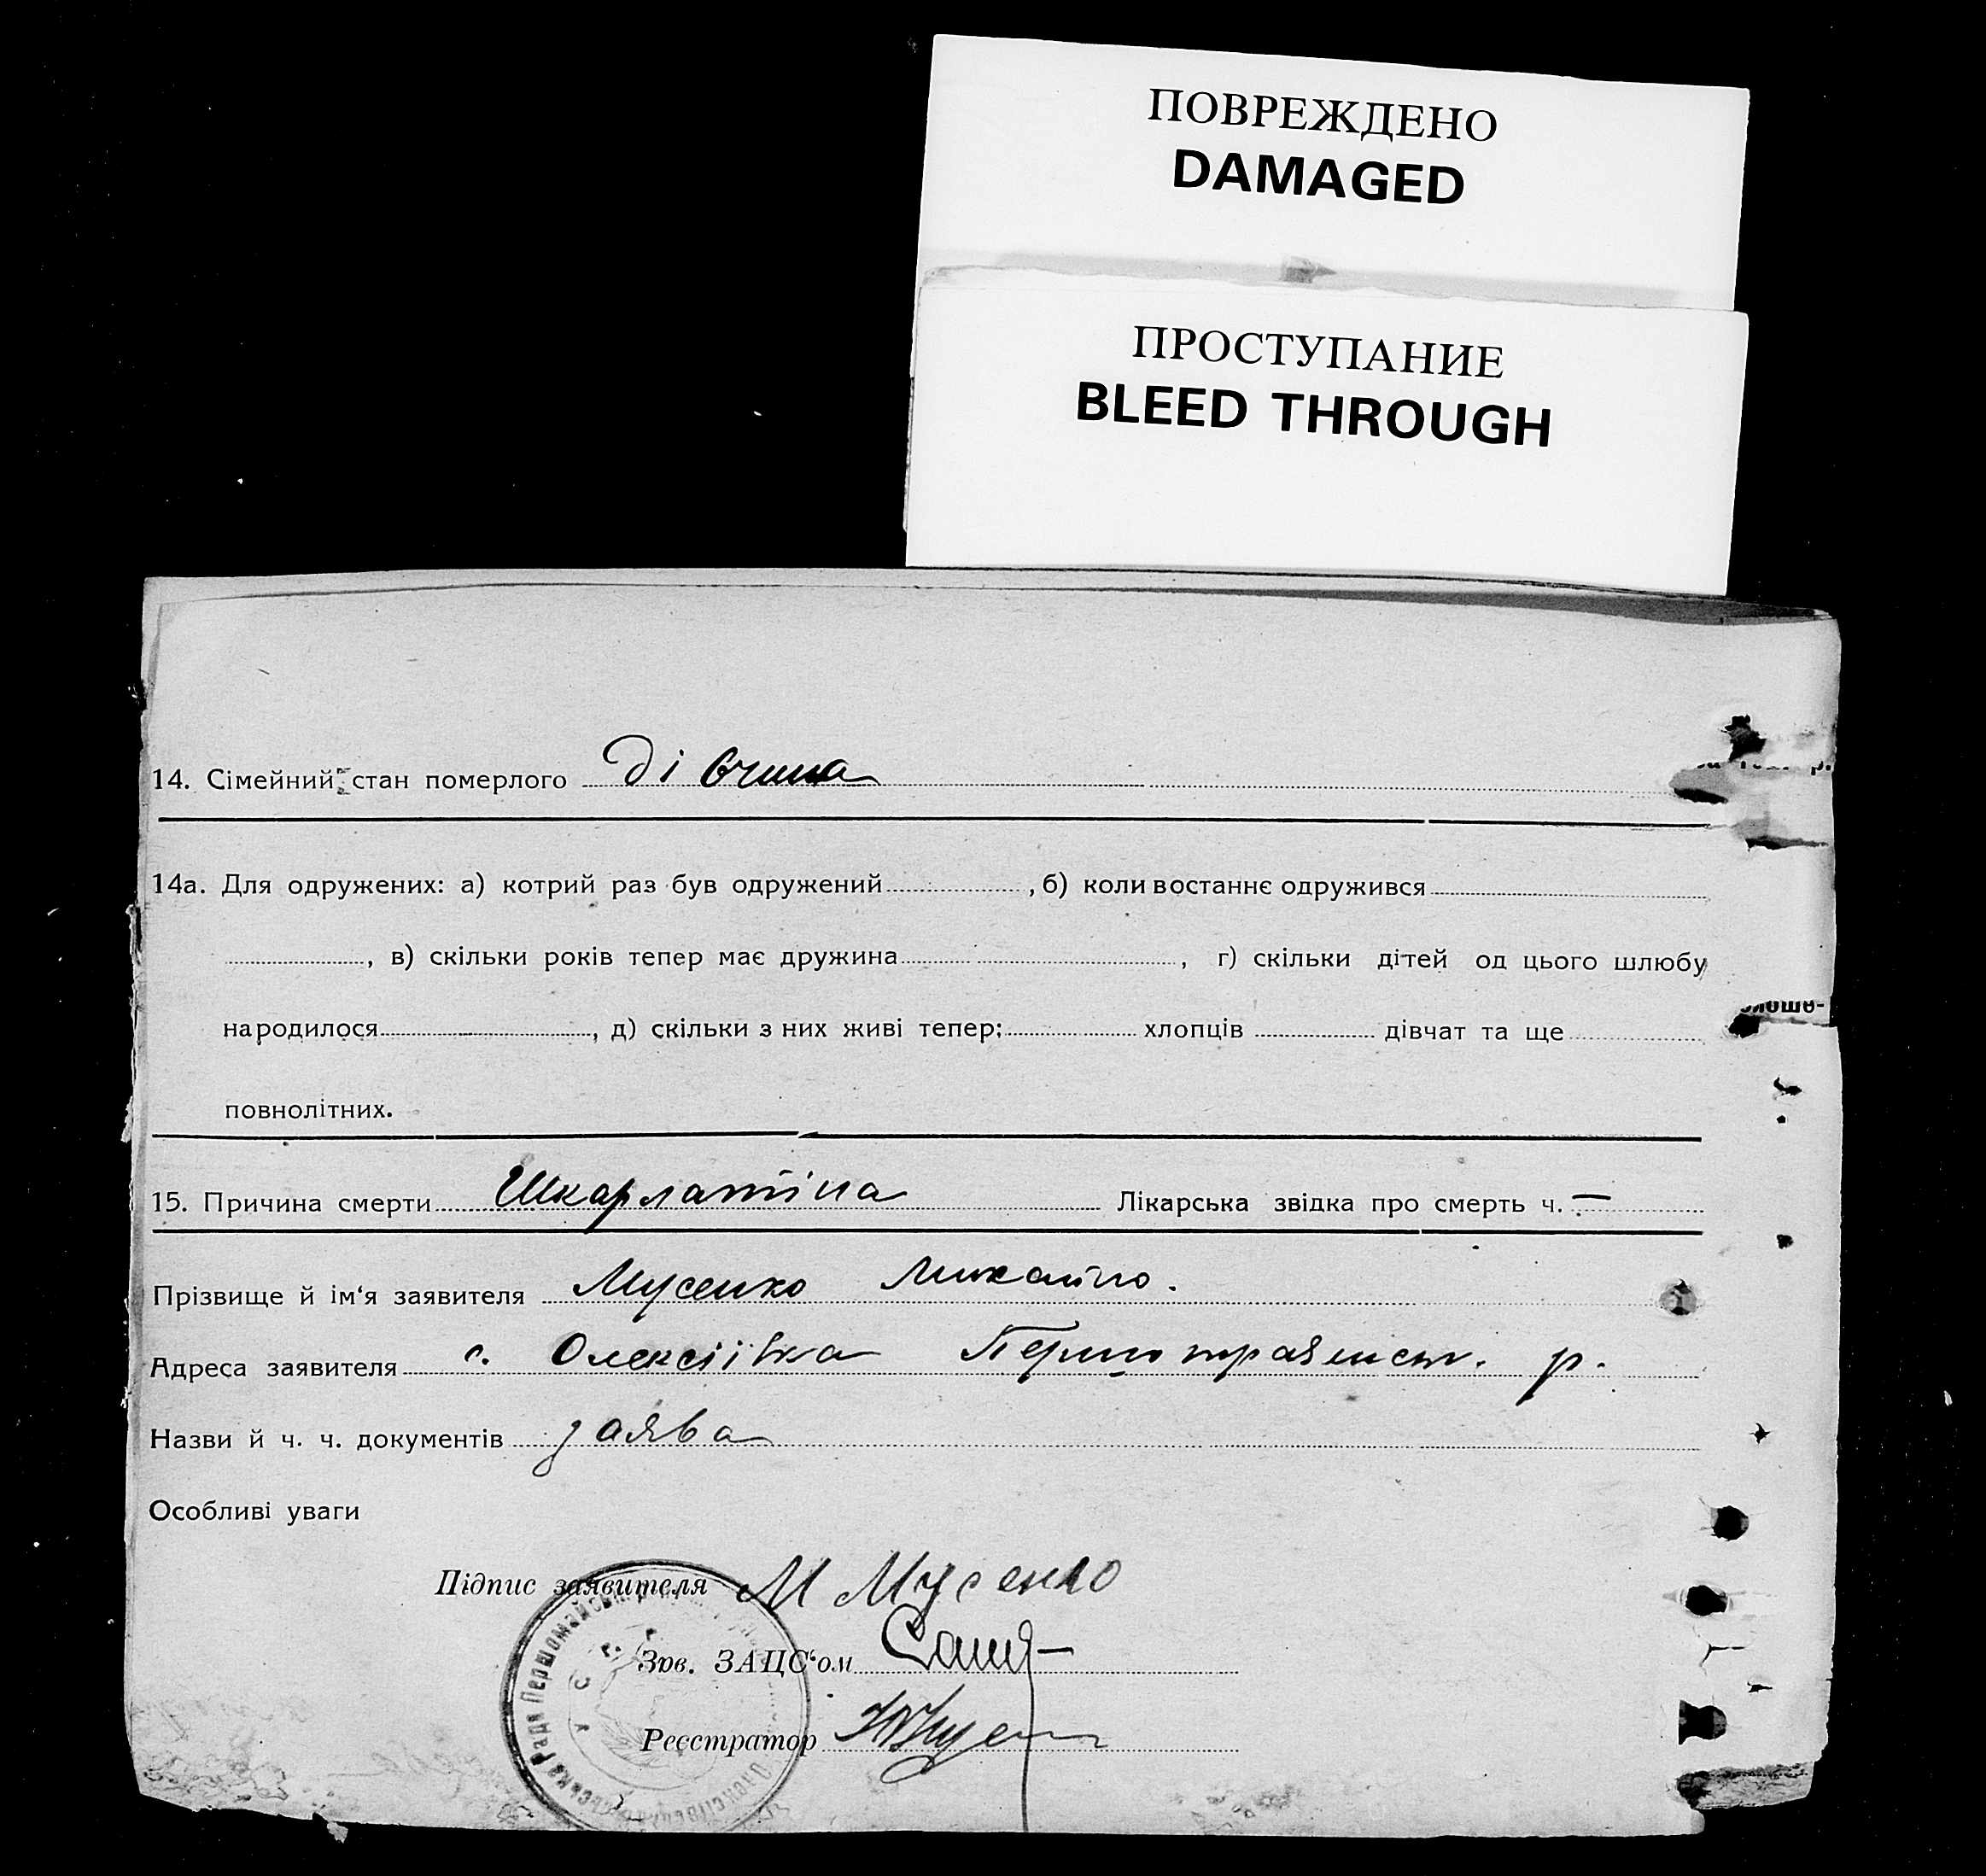 ПОВРЕЖДЕНО
DAMAGED
ПРОСТУПАНИЕ
BLEED THROUGH
14. Сімейний стан померлого дівчина
14а. Для одружених: а) котрий раз був одружений , б) коли востаннє одружився
, в) скільки років тепер має дружина , г) скільки дітей од цього шлюбу
народилося , д) скільки з них живі тепер: хлопців дівчат та ще
повнолітних.
15. Причина смерти Шкарлатіна Лікарська звідка про смерть ч. —
Прізвище й ім'я заявителя Мусенко Михайло.
Адреса заявителя с. Олексіївка р.
Назви й ч. ч. документів заява
Особливі уваги
Підпис заявителя М Мусенко
Зав. ЗАЦС'ом
Реєстратор
Рада Первомайськ
У С Р Р